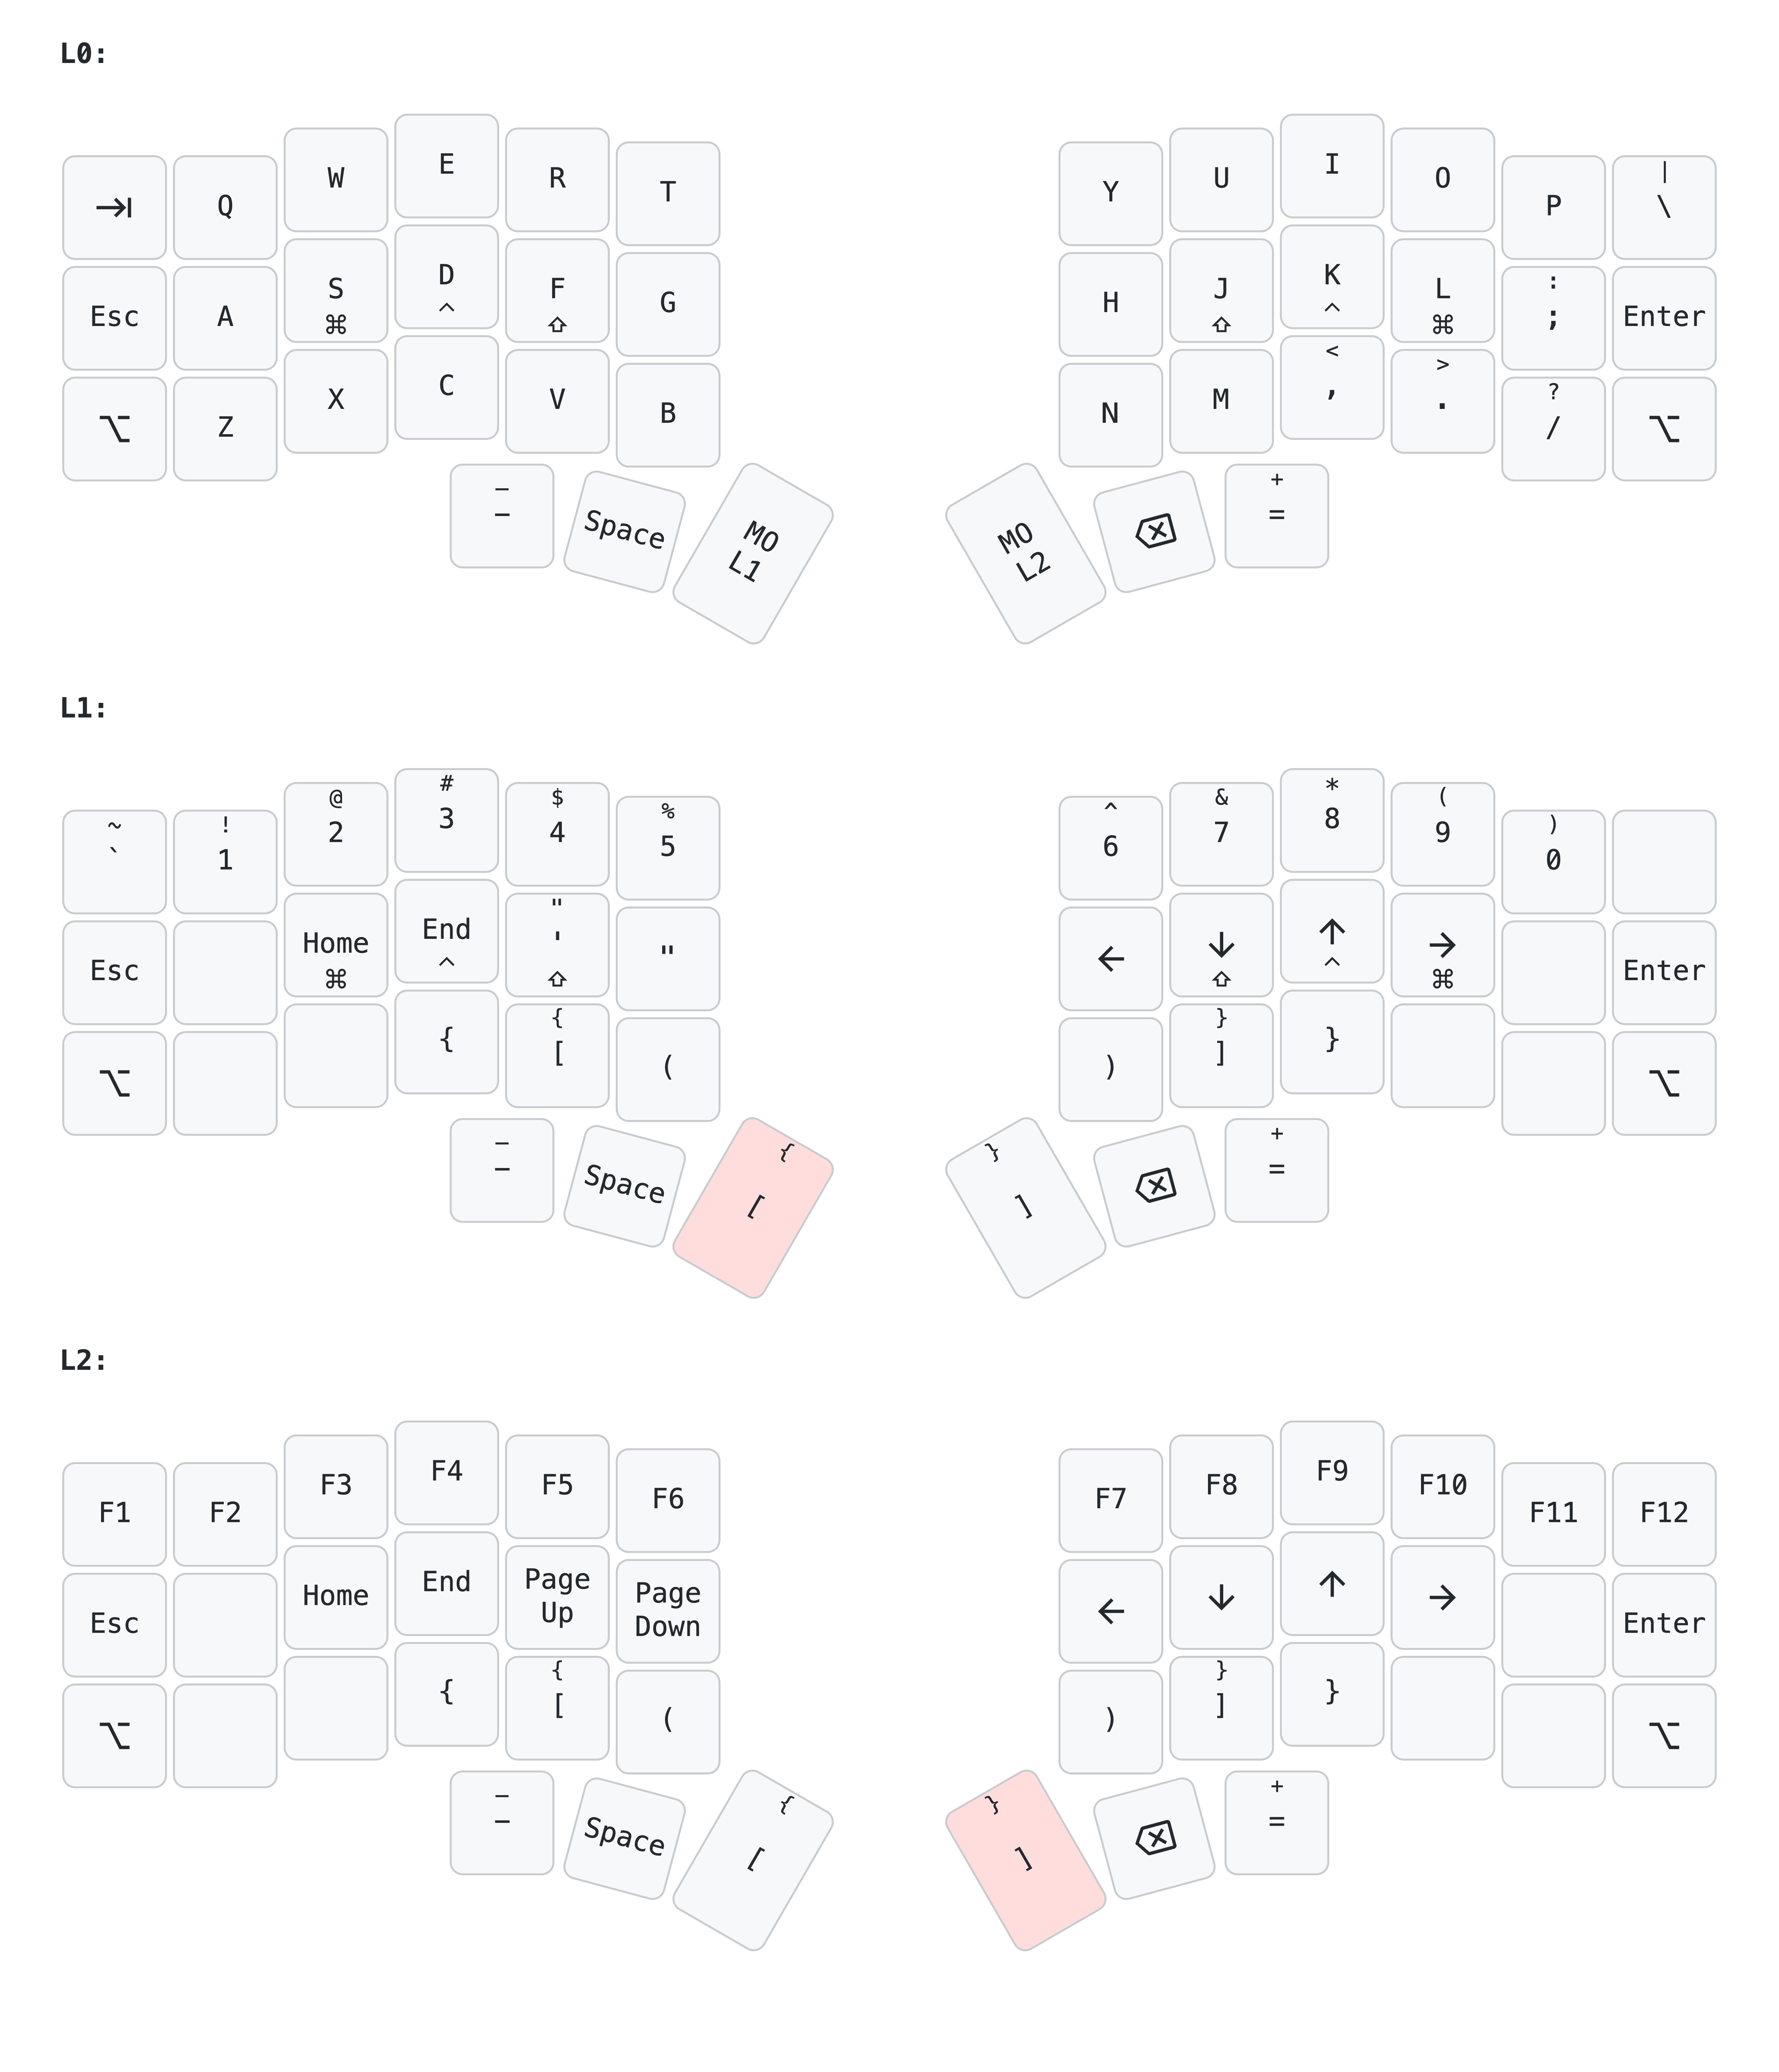 L0:
⇥ Q W E R T Y U I O P | \
Esc A S ⌘ D ^ F ⇧ G H J ⇧ K ^ L ⌘ : ; Enter
⌥ Z X C V B N M < , > . ? / ⌥
_ - Space MO L1 MO L2 ⌫ + =
L1:
~ ` ! 1 @ 2 # 3 $ 4 % 5 ^ 6 & 7 * 8 ( 9 ) 0
Esc Home ⌘ End ^ " ' ⇧ " ← ↓ ⇧ ↑ ^ → ⌘ Enter
⌥ { { [ ( ) } ] } ⌥
_ - Space { [ } ] ⌫ + =
L2:
F1 F2 F3 F4 F5 F6 F7 F8 F9 F10 F11 F12
Esc Home End Page Up Page Down ← ↓ ↑ → Enter
⌥ { { [ ( ) } ] } ⌥
_ - Space { [ } ] ⌫ + =